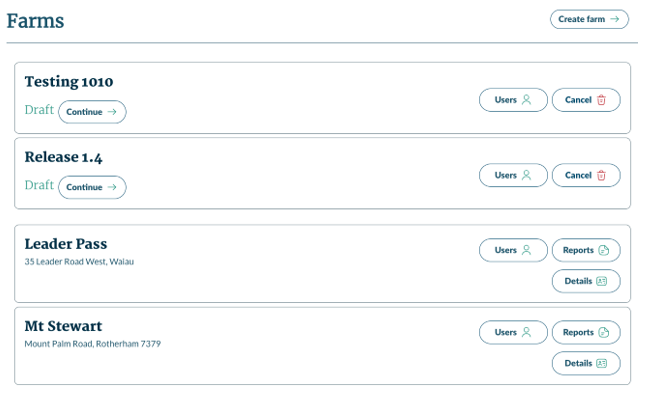 Farms
Create farm
Testing 1010
Draft Continue
Users Cancel
Release 1.4
Draft Continue
Users Cancel
Leader Pass
35 Leader Road West, Waiau
Users Reports
Details
Mt Stewart
Mount Palm Road, Rotherham 7379
Users Reports
Details